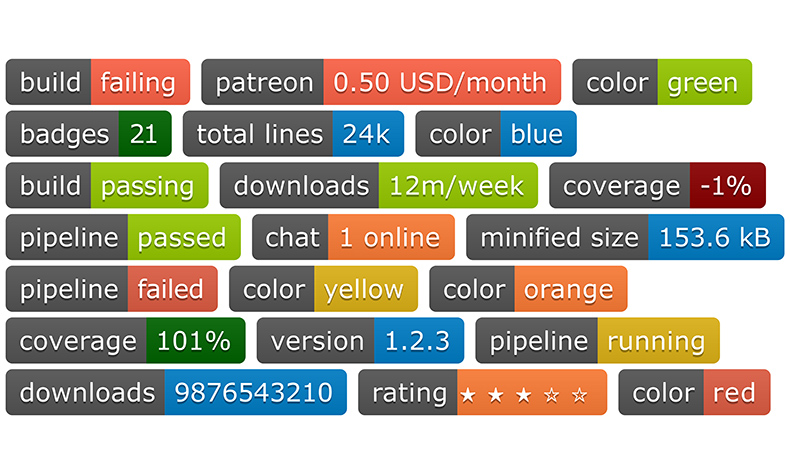 build failing patreon 0.50 USD/month color green
badges 21 total lines 24k color blue
build passing downloads 12m/week coverage -1%
pipeline passed chat 1 online minified size 153.6 kB
pipeline failed color yellow color orange
coverage 101% version 1.2.3 pipeline running
downloads 9876543210 rating ★ ★ ★ ☆ ☆ color red